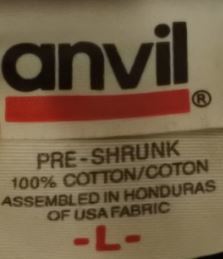 anvil®
PRE-SHRUNK
100% COTTON/COTON
ASSEMBLED IN HONDURAS
OF USA FABRIC
-L-